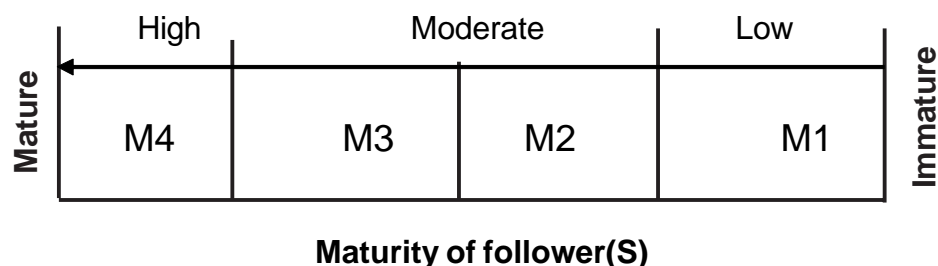 High Moderate Low
Mature
M4 M3 M2 M1
Immature
Maturity of follower(S)